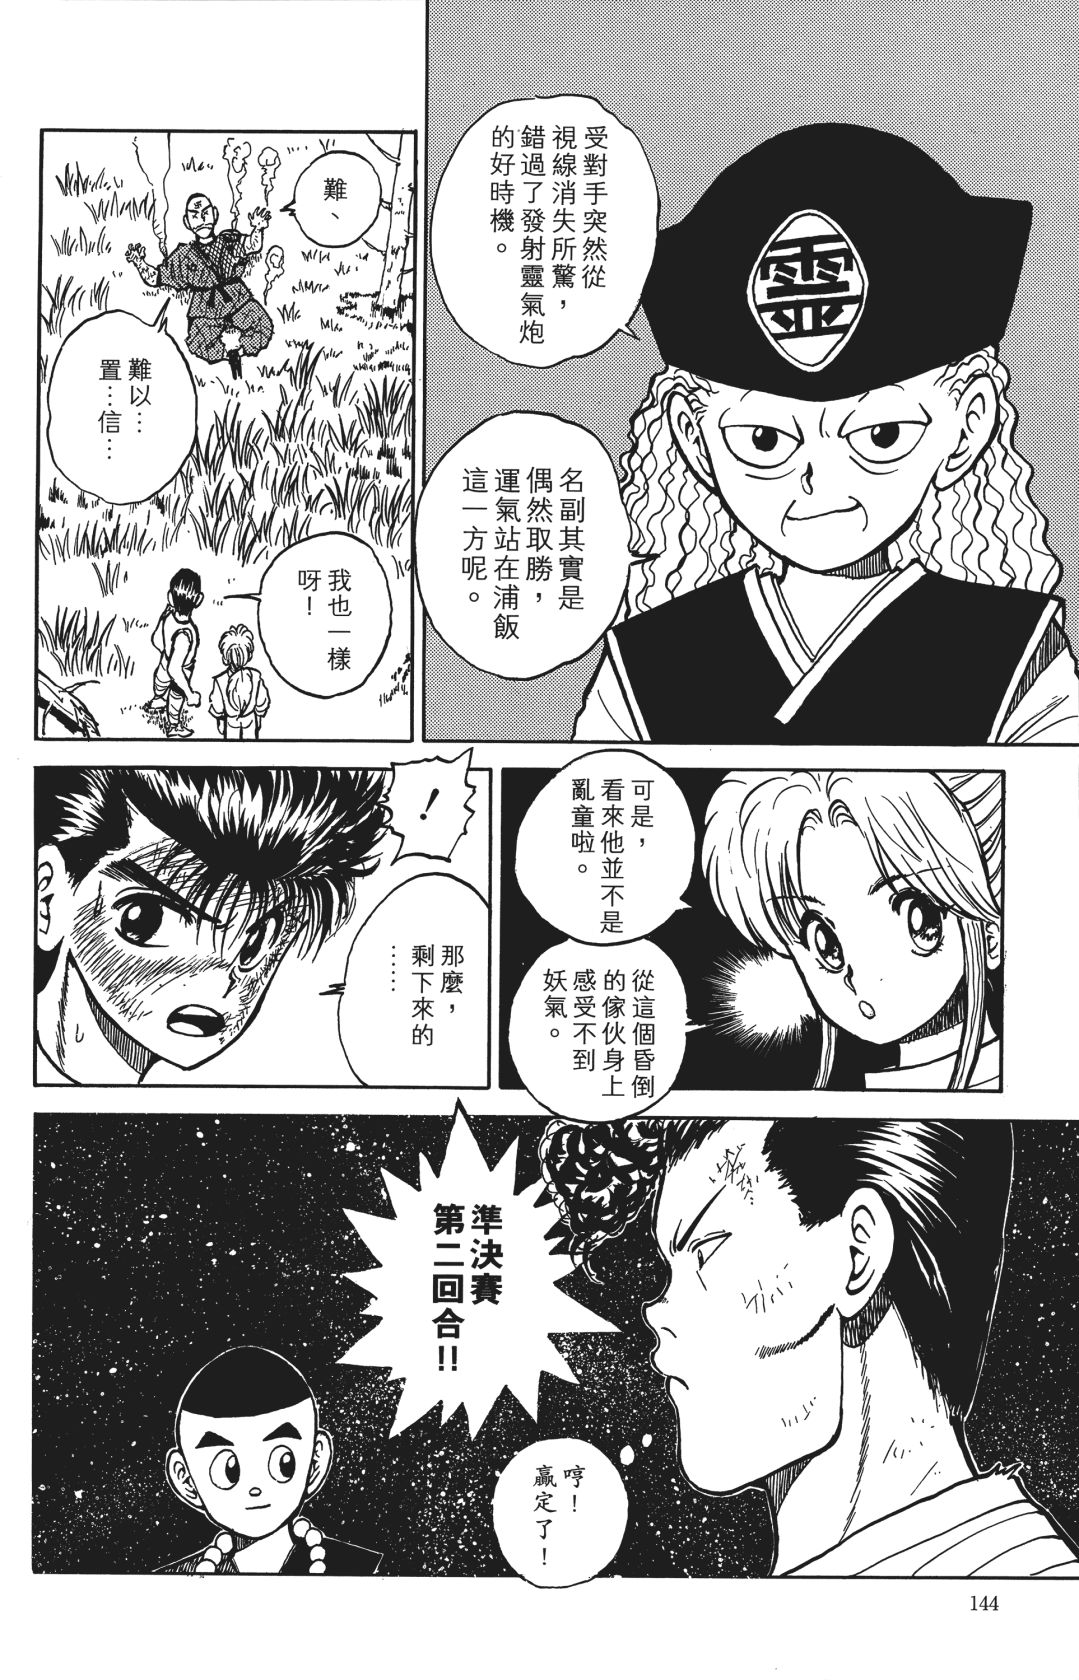 受對手突然從
視線消失所驚，
錯過了發射靈氣炮
的好時機。
靈
名副其實是
偶然取勝，
運氣站在浦飯
這一方呢。
難、
難以…
置…信…
我也一樣
呀！
可是，
看來他並不是
亂童啦。
從這個昏倒
的傢伙身上
感受不到
妖氣。
！
那麼，
剩下來的
……
準決賽
第二回合!!
哼！
贏定了！
144